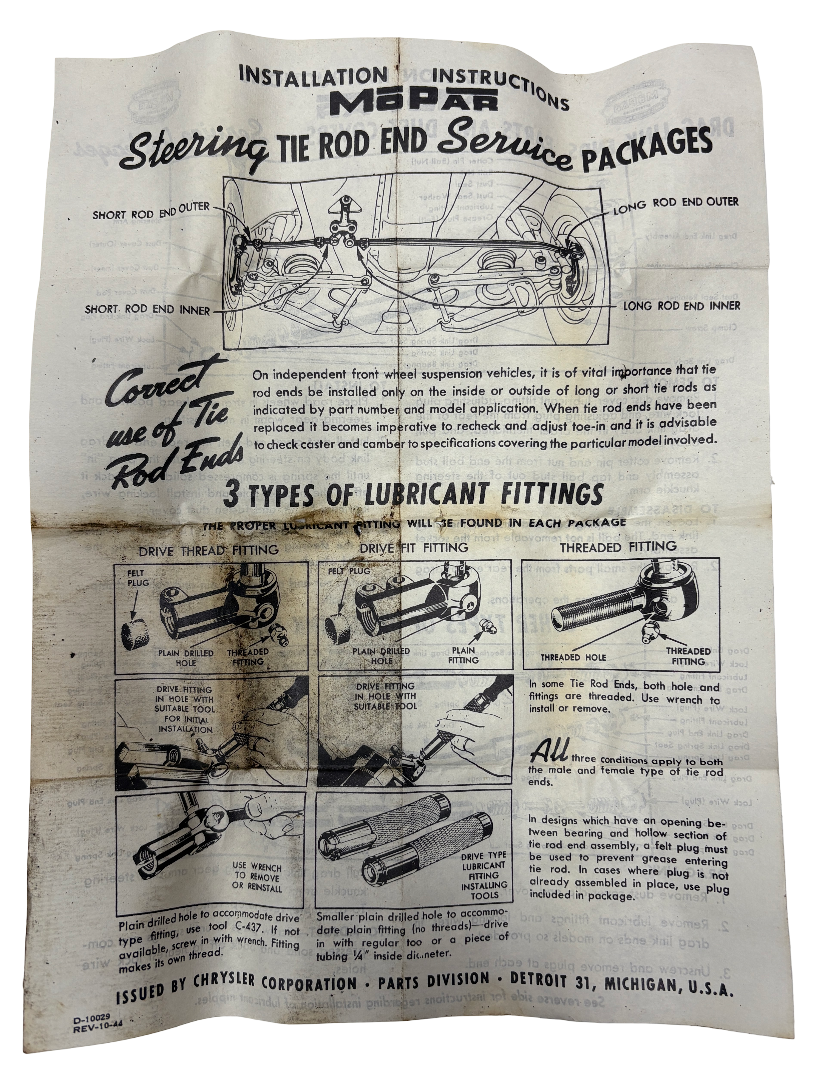 INSTALLATION INSTRUCTIONS
MOPAR
Steering TIE ROD END Service PACKAGES
SHORT ROD END OUTER
LONG ROD END OUTER
SHORT ROD END INNER
LONG ROD END INNER
Correct
use of Tie
Rod Ends
On independent front wheel suspension vehicles, it is of vital importance that tie
rod ends be installed only on the inside or outside of long or short tie rods as
indicated by part number and model application. When tie rod ends have been
replaced it becomes imperative to recheck and adjust toe-in and it is advisable
to check caster and camber to specifications covering the particular model involved.
3 TYPES OF LUBRICANT FITTINGS
THE PROPER LUBRICANT FITTING WILL BE FOUND IN EACH PACKAGE
DRIVE THREAD FITTING
FELT
PLUG
PLAIN DRILLED
HOLE
THREADED
FITTING
DRIVE FITTING
IN HOLE WITH
SUITABLE TOOL
FOR INITIAL
INSTALLATION
USE WRENCH
TO REMOVE
OR REINSTALL
Plain drilled hole to accommodate drive
type fitting, use tool C-437. If not
available, screw in with wrench. Fitting
makes its own thread.
DRIVE FIT FITTING
FELT PLUG
PLAIN DRILLED
HOLE
PLAIN
FITTING
DRIVE FITTING
IN HOLE WITH
SUITABLE TOOL
DRIVE TYPE
LUBRICANT
FITTING
INSTALLING
TOOLS
Smaller plain drilled hole to accommo-
date plain fitting (no threads)—drive
in with regular too or a piece of
tubing ¼" inside diameter.
THREADED FITTING
THREADED HOLE
THREADED
FITTING
In some Tie Rod Ends, both hole and
fittings are threaded. Use wrench to
install or remove.
All three conditions apply to both
the male and female type of tie rod
ends.
In designs which have an opening be-
tween bearing and hollow section of
tie rod end assembly, a felt plug must
be used to prevent grease entering
tie rod. In cases where plug is not
already assembled in place, use plug
included in package.
ISSUED BY CHRYSLER CORPORATION · PARTS DIVISION · DETROIT 31, MICHIGAN, U.S.A.
D-10029
REV-10-44